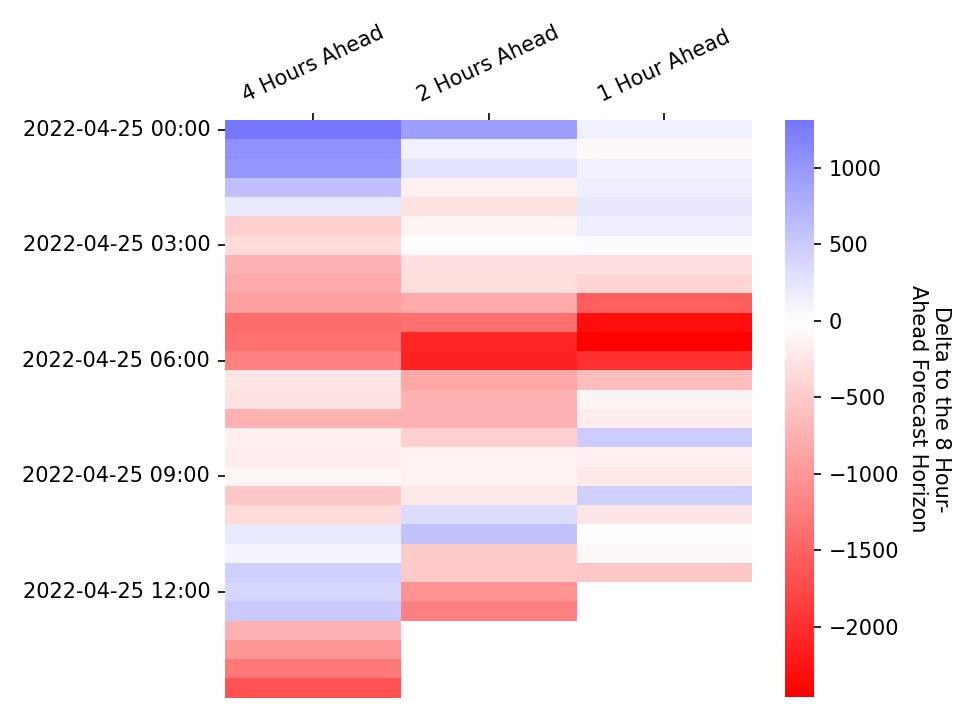 4 Hours Ahead
2 Hours Ahead
1 Hour Ahead
2022-04-25 00:00
2022-04-25 03:00
2022-04-25 06:00
2022-04-25 09:00
2022-04-25 12:00
1000
500
0
−500
−1000
−1500
−2000
Delta to the 8 Hour-
Ahead Forecast Horizon